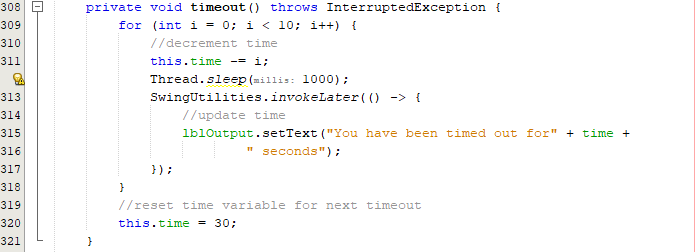 308 private void timeout() throws InterruptedException {
309 for (int i = 0; i < 10; i++) {
310 //decrement time
311 this.time -= i;
Thread.sleep(millis: 1000);
313 SwingUtilities.invokeLater(() -> {
314 //update time
315 lblOutput.setText("You have been timed out for" + time +
316 " seconds");
317 });
318 }
319 //reset time variable for next timeout
320 this.time = 30;
321 }